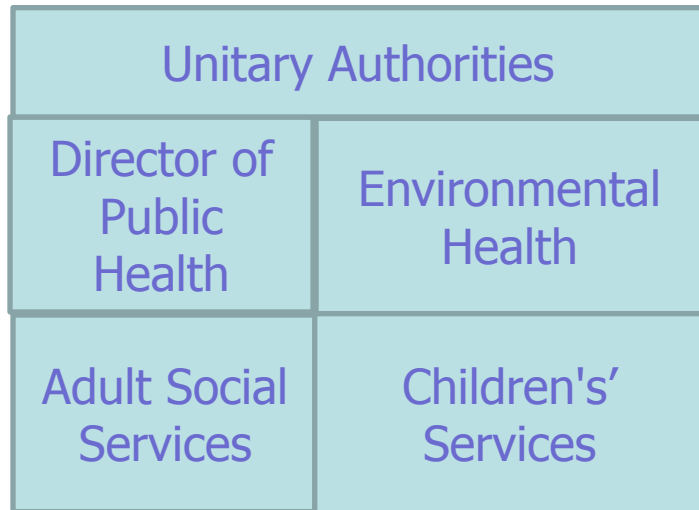 Unitary Authorities
Director of
Public
Health
Environmental
Health
Adult Social
Services
Children's’
Services